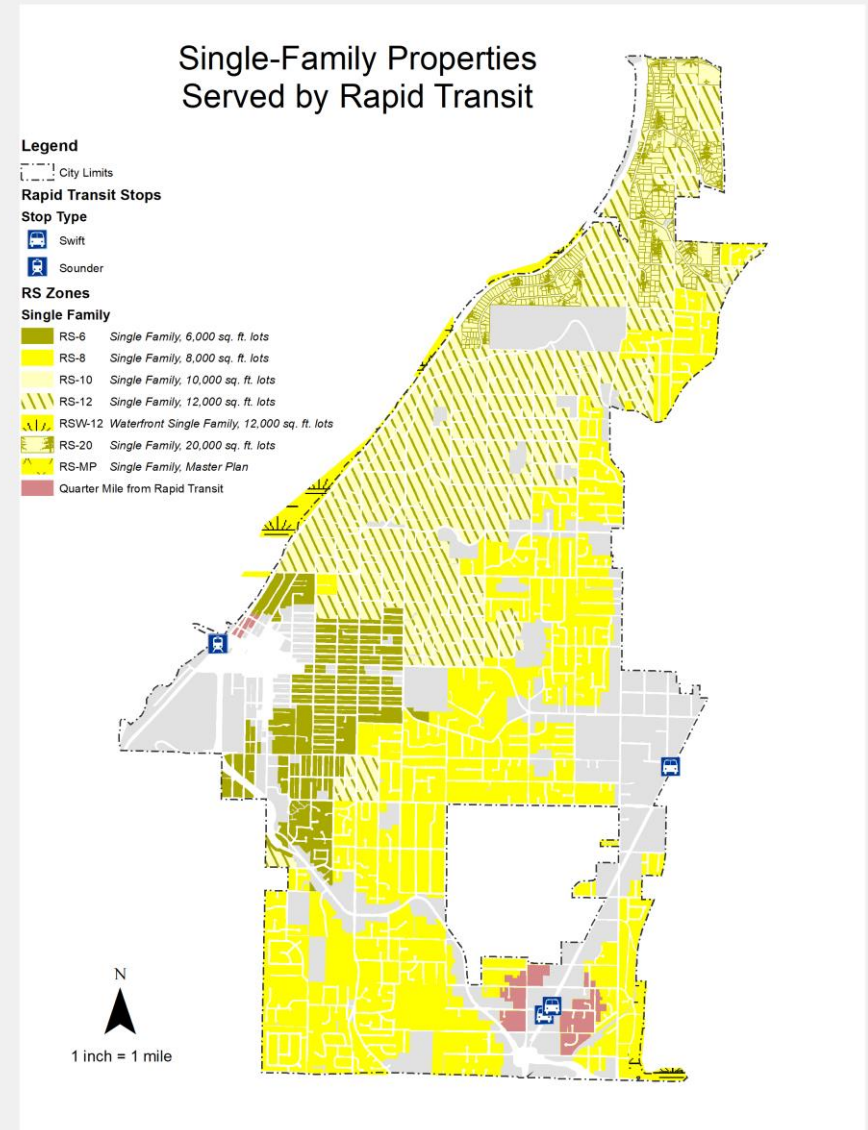 Single-Family Properties
Served by Rapid Transit
Legend
City Limits
Rapid Transit Stops
Stop Type
Swift
Sounder
RS Zones
Single Family
RS-6 Single Family, 6,000 sq. ft. lots
RS-8 Single Family, 8,000 sq. ft. lots
RS-10 Single Family, 10,000 sq. ft. lots
RS-12 Single Family, 12,000 sq. ft. lots
RSW-12 Waterfront Single Family, 12,000 sq. ft. lots
RS-20 Single Family, 20,000 sq. ft. lots
RS-MP Single Family, Master Plan
Quarter Mile from Rapid Transit
N
1 inch = 1 mile